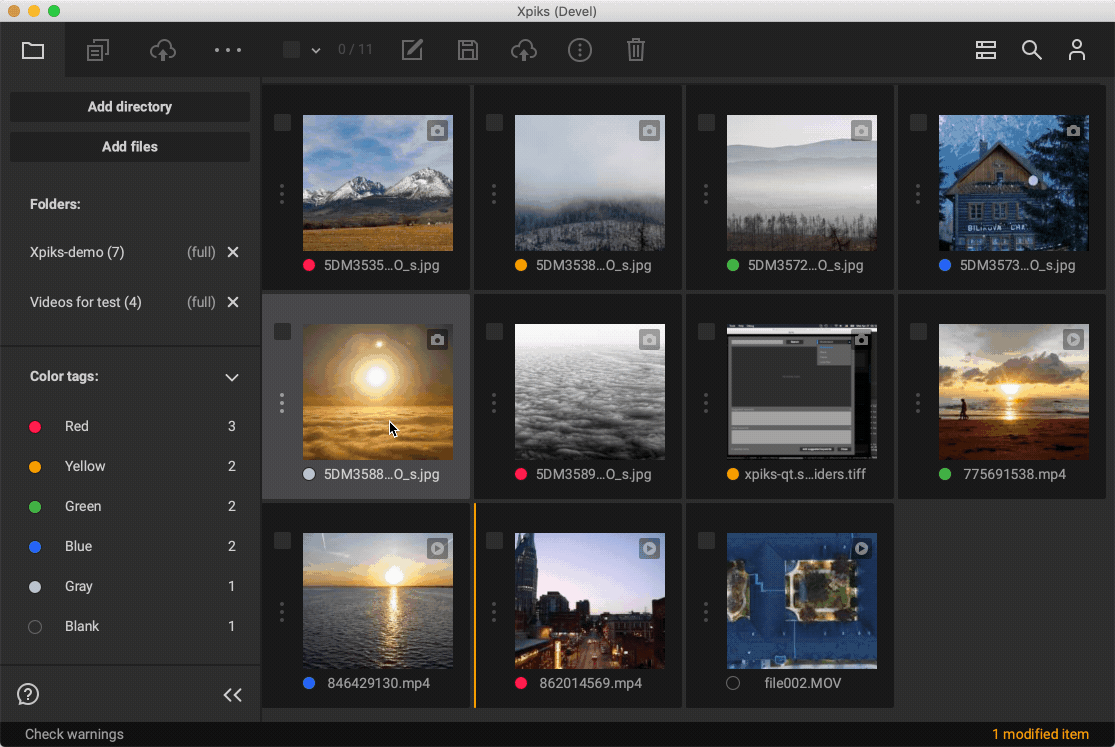 Xpiks (Devel)
0 / 11
Add directory
Add files
Folders:
Xpiks-demo (7) (full)
Videos for test (4) (full)
Color tags:
Red 3
Yellow 2
Green 2
Blue 2
Gray 1
Blank 1
5DM3535...O_s.jpg
5DM3538...O_s.jpg
5DM3572...O_s.jpg
BILIKOVA CHATA
5DM3573...O_s.jpg
5DM3588...O_s.jpg
5DM3589...O_s.jpg
xpiks-qt.s...iders.tiff
775691538.mp4
846429130.mp4
862014569.mp4
file002.MOV
Check warnings
1 modified item